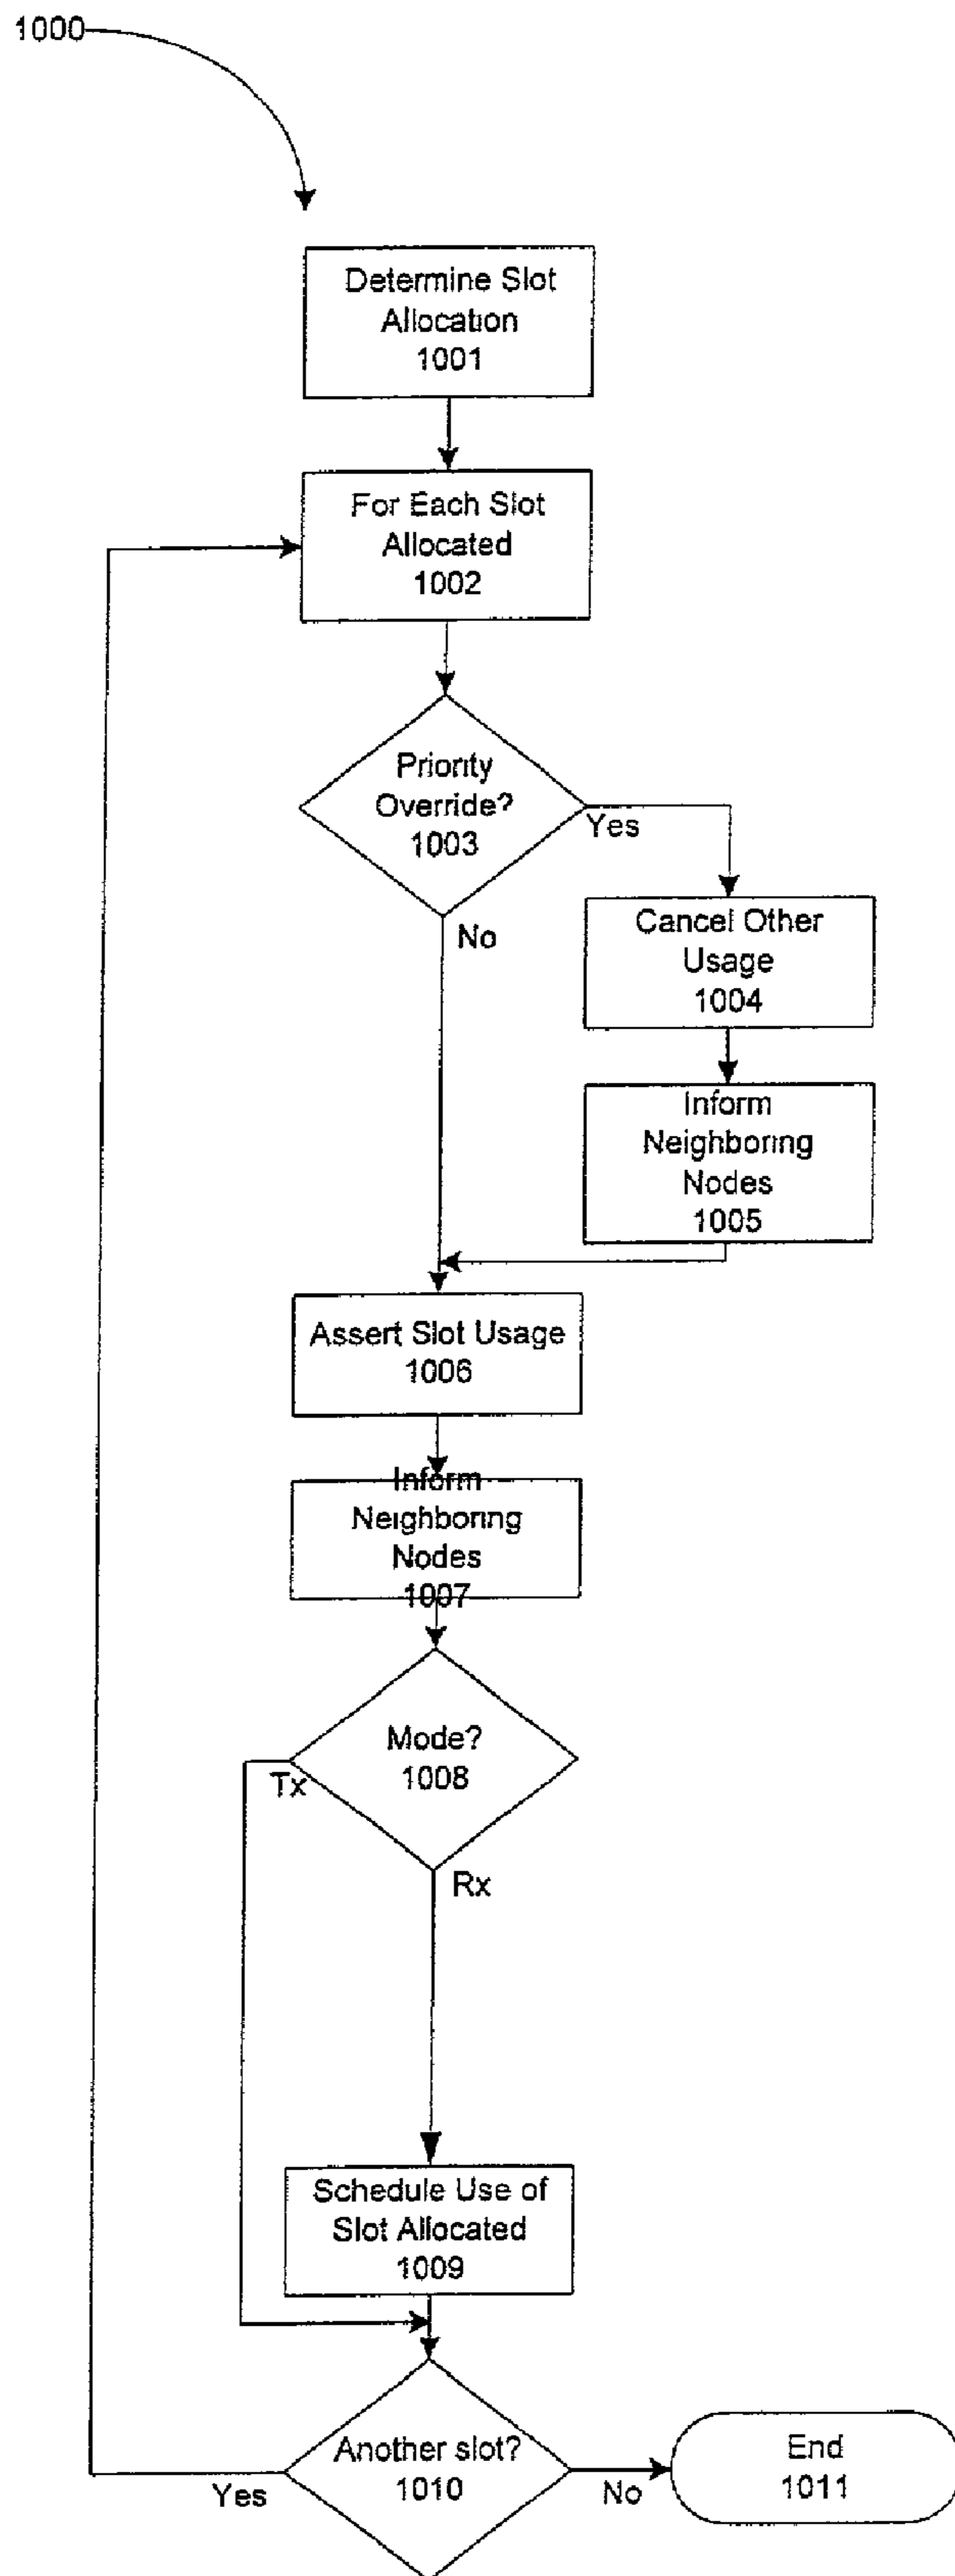 1000
Determine Slot
Allocation
1001
For Each Slot
Allocated
1002
Priority
Override?
1003
Yes
No
Cancel Other
Usage
1004
Inform
Neighboring
Nodes
1005
Assert Slot Usage
1006
Inform
Neighboring
Nodes
1007
Mode?
1008
Tx
Rx
Schedule Use of
Slot Allocated
1009
Another slot?
1010
Yes
No
End
1011